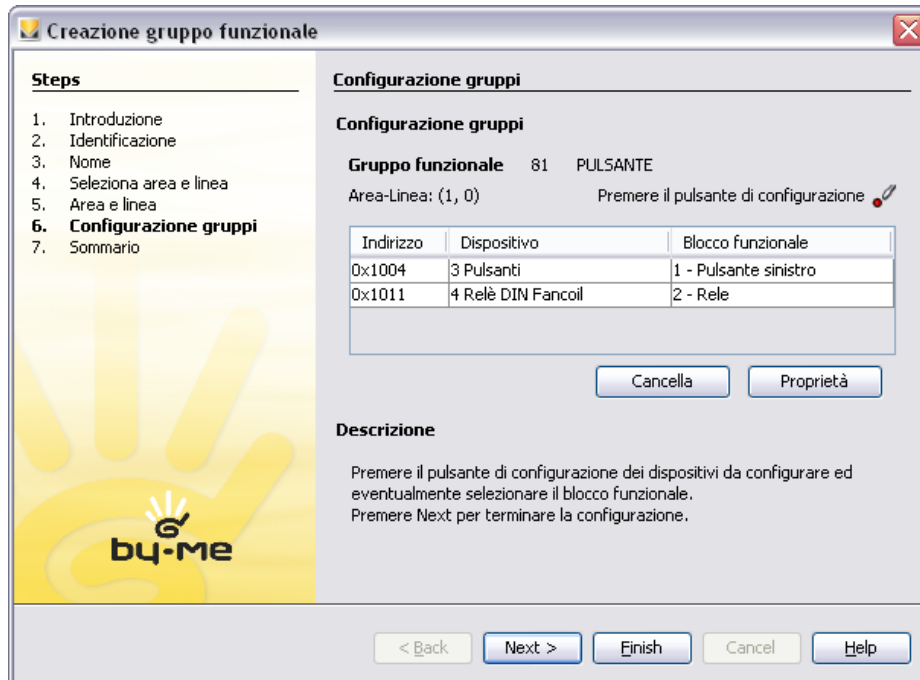 Creazione gruppo funzionale
Steps
1. Introduzione
2. Identificazione
3. Nome
4. Seleziona area e linea
5. Area e linea
6. Configurazione gruppi
7. Sommario
by-me
Configurazione gruppi
Configurazione gruppi
Gruppo funzionale 81 PULSANTE
Area-Linea: (1, 0) Premere il pulsante di configurazione
Indirizzo Dispositivo Blocco funzionale
0x1004 3 Pulsanti 1 - Pulsante sinistro
0x1011 4 Relè DIN Fancoil 2 - Rele
Cancella Proprietà
Descrizione
Premere il pulsante di configurazione dei dispositivi da configurare ed
eventualmente selezionare il blocco funzionale.
Premere Next per terminare la configurazione.
< Back Next > Finish Cancel Help